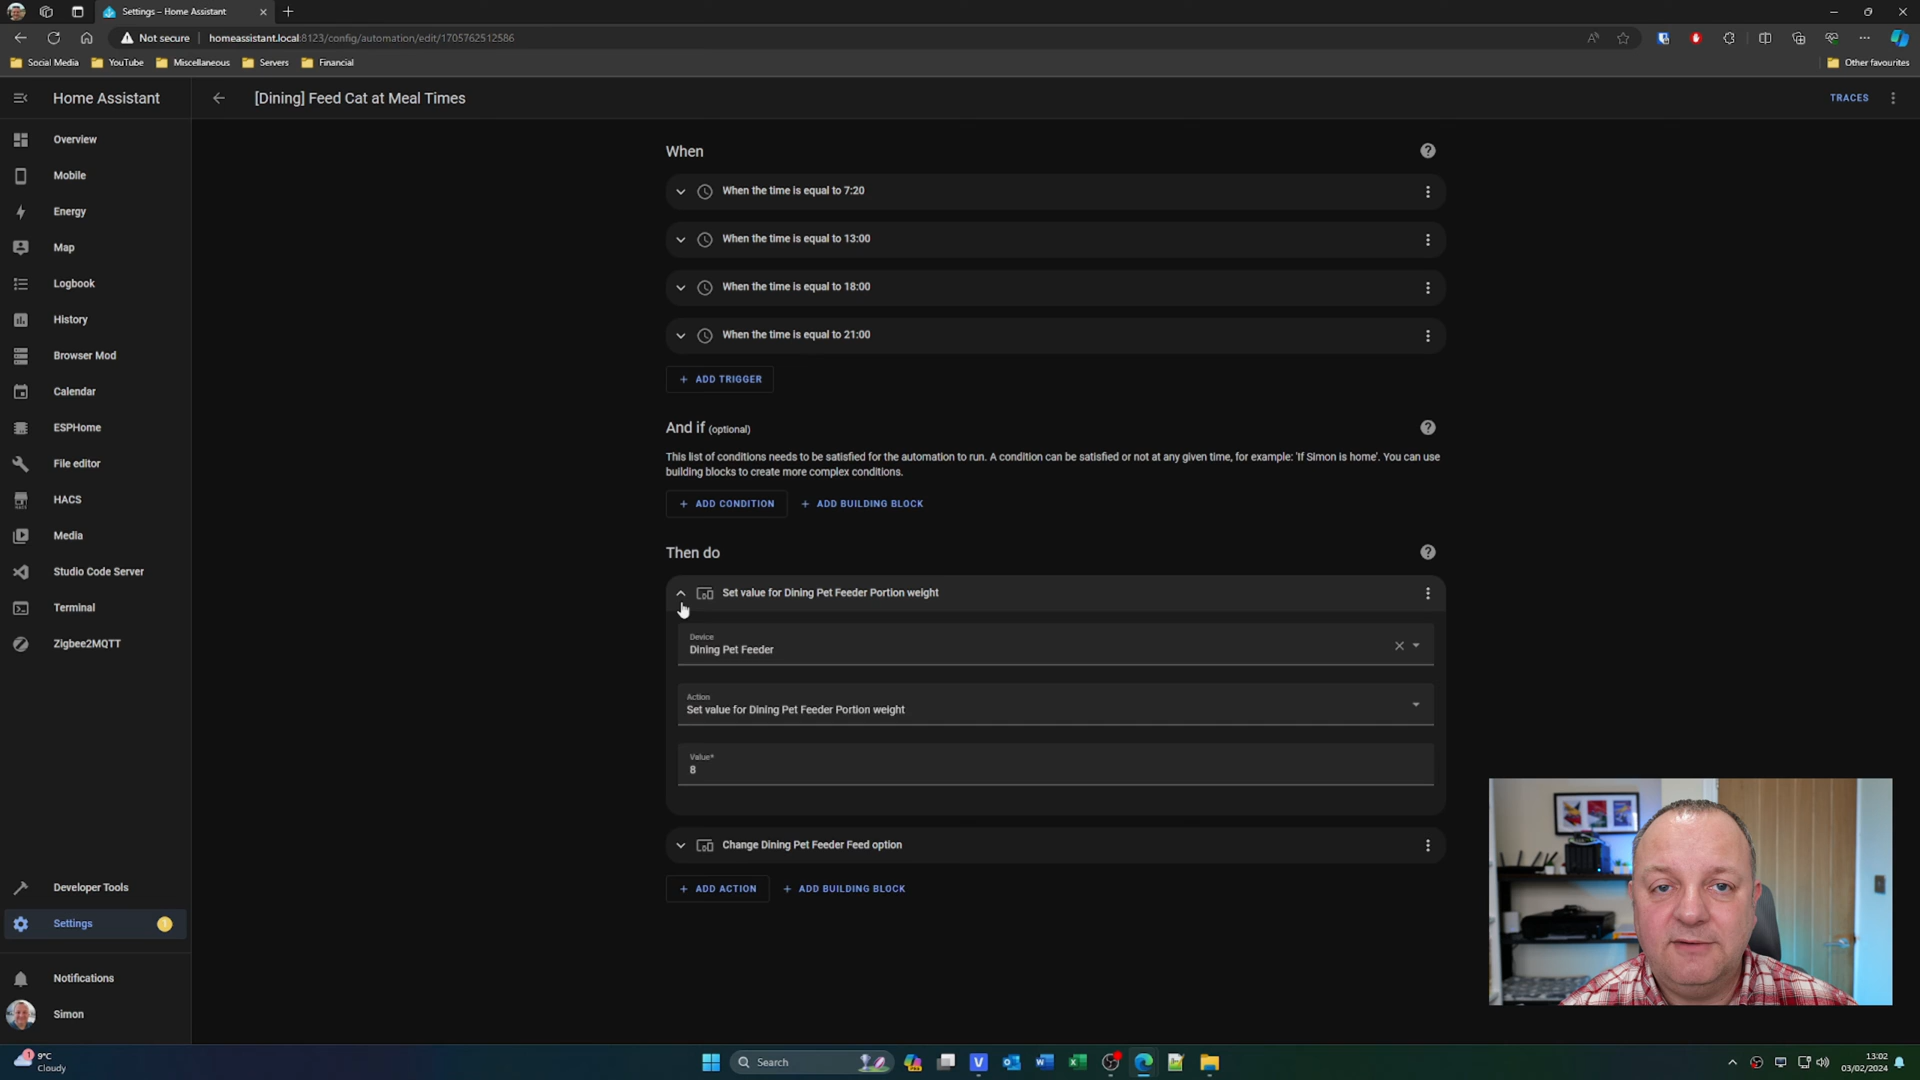 Settings – Home Assistant
Not secure
homeassistant.local:8123/config/automation/edit/1705762512586
Social Media
YouTube
Miscellaneous
Servers
Financial
Other favourites
Home Assistant
[Dining] Feed Cat at Meal Times
TRACES
Overview
Mobile
Energy
Map
Logbook
History
Browser Mod
Calendar
ESPHome
File editor
HACS
Media
Studio Code Server
Terminal
Zigbee2MQTT
Developer Tools
Settings
1
Notifications
Simon
When
When the time is equal to 7:20
When the time is equal to 13:00
When the time is equal to 18:00
When the time is equal to 21:00
+ ADD TRIGGER
And if (optional)
This list of conditions needs to be satisfied for the automation to run. A condition can be satisfied or not at any given time, for example: 'If Simon is home'. You can use
building blocks to create more complex conditions.
+ ADD CONDITION
+ ADD BUILDING BLOCK
Then do
Set value for Dining Pet Feeder Portion weight
Device
Dining Pet Feeder
Action
Set value for Dining Pet Feeder Portion weight
Value*
8
Change Dining Pet Feeder Feed option
+ ADD ACTION
+ ADD BUILDING BLOCK
1
9°C
Cloudy
Search
13:02
03/02/2024